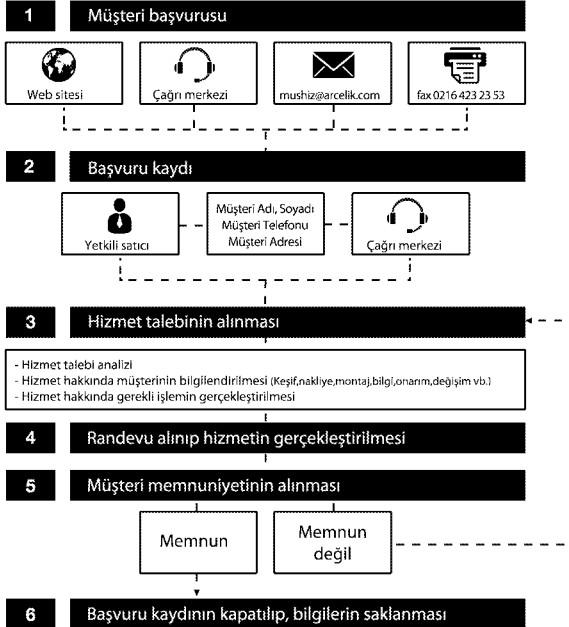 1 Müşteri başvurusu
Web sitesi
Çağrı merkezi
mushiz@arcelik.com
fax 0216 423 23 53
2 Başvuru kaydı
Yetkili satıcı
Müşteri Adı, Soyadı
Müşteri Telefonu
Müşteri Adresi
Çağrı merkezi
3 Hizmet talebinin alınması
- Hizmet talebi analizi
- Hizmet hakkında müşterinin bilgilendirilmesi (Keşif,nakliye,montaj,bilgi,onarım,değişim vb.)
- Hizmet hakkında gerekli işlemin gerçekleştirilmesi
4 Randevu alınıp hizmetin gerçekleştirilmesi
5 Müşteri memnuniyetinin alınması
Memnun
Memnun
değil
6 Başvuru kaydının kapatılıp, bilgilerin saklanması